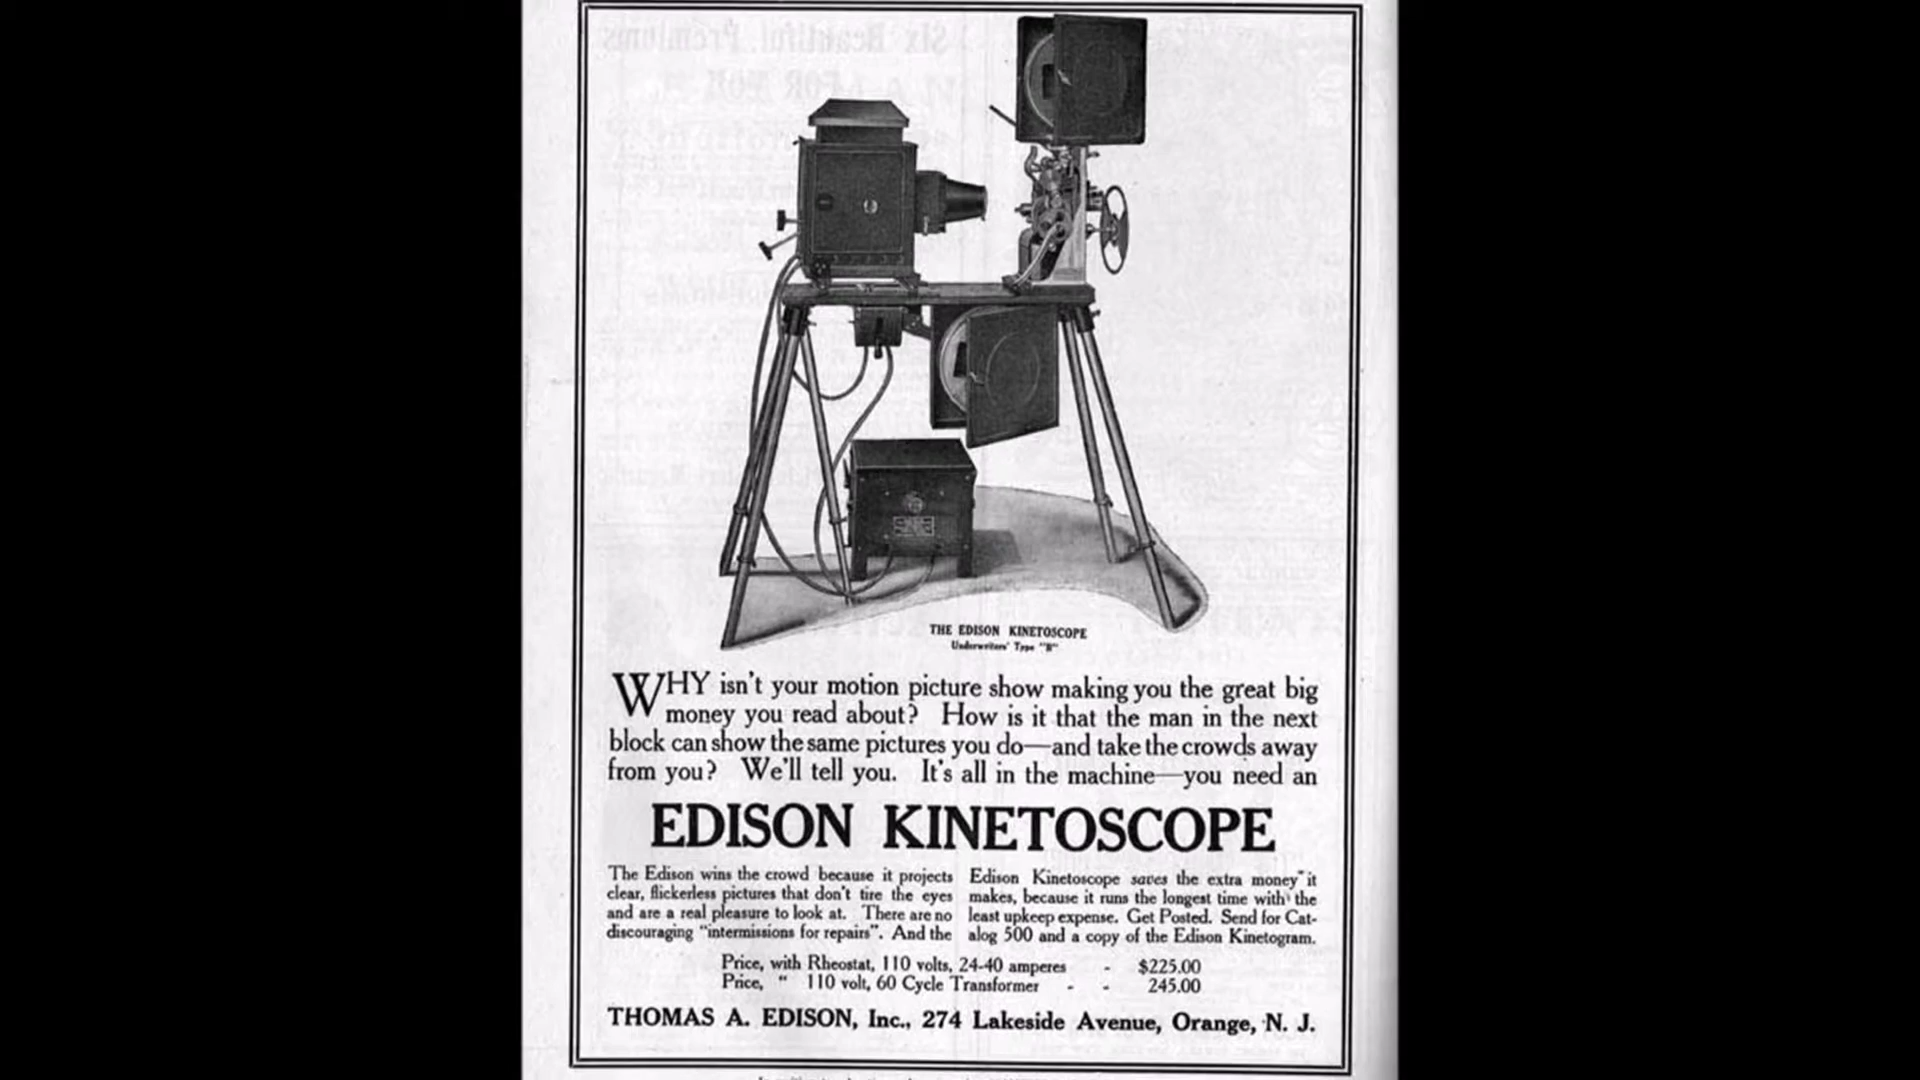 THE EDISON KINETOSCOPE
Underwriters' Type "B"
WHY isn't your motion picture show making you the great big
money you read about? How is it that the man in the next
block can show the same pictures you do—and take the crowds away
from you? We'll tell you. It's all in the machine—you need an
EDISON KINETOSCOPE
The Edison wins the crowd because it projects
clear, flickerless pictures that don't tire the eyes
and are a real pleasure to look at. There are no
discouraging "intermissions for repairs". And the
Edison Kinetoscope saves the extra money it
makes, because it runs the longest time with the
least upkeep expense. Get Posted. Send for Cat-
alog 500 and a copy of the Edison Kinetogram.
Price, with Rheostat, 110 volts, 24-40 amperes - $225.00
Price, " 110 volt, 60 Cycle Transformer - - 245.00
THOMAS A. EDISON, Inc., 274 Lakeside Avenue, Orange, N. J.